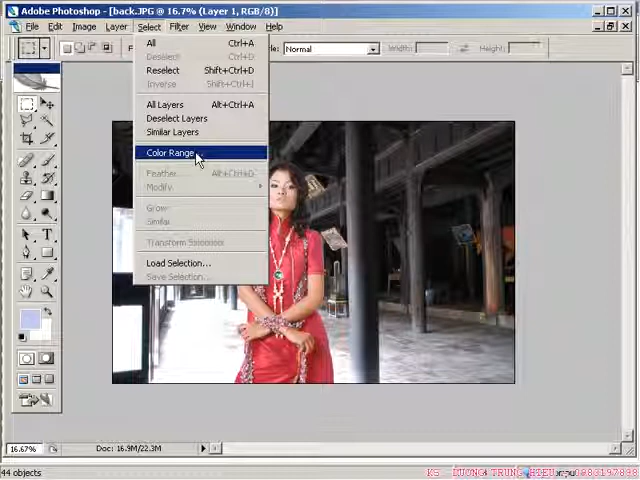 Adobe Photoshop - [back.JPG @ 16.7% (Layer 1, RGB/8)]
File Edit Image Layer Select Filter View Window Help
Normal Width: Height:
All Ctrl+A
Deselect Ctrl+D
Reselect Shift+Ctrl+D
Inverse Shift+Ctrl+I
All Layers Alt+Ctrl+A
Deselect Layers
Similar Layers
Color Range...
Feather... Alt+Ctrl+D
Modify
Grow
Similar
Transform Selection
Load Selection...
Save Selection...
16.67% Doc: 16.9M/22.3M
44 objects